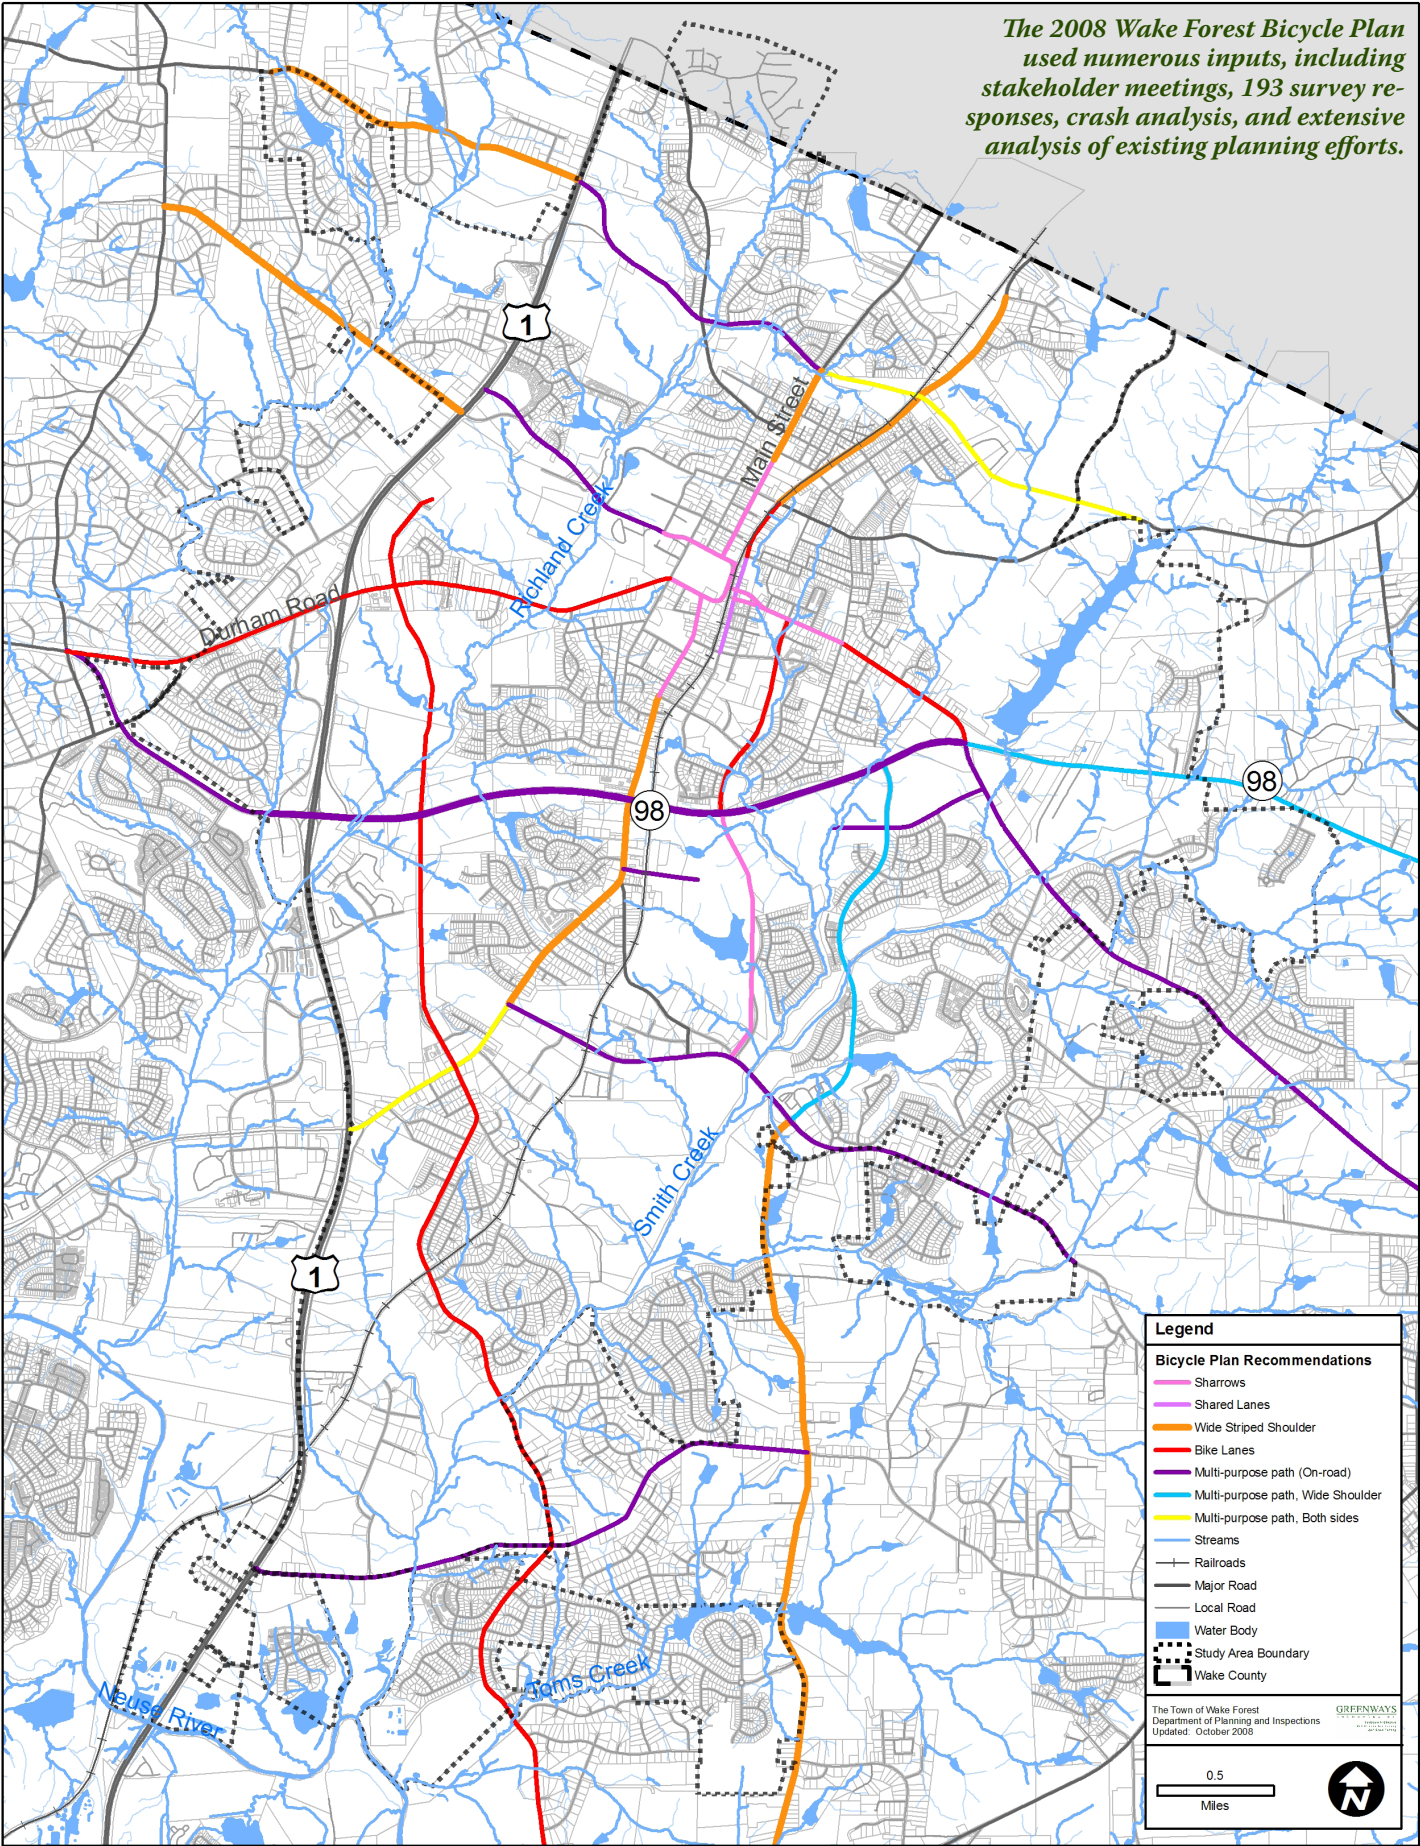 The 2008 Wake Forest Bicycle Plan
used numerous inputs, including
stakeholder meetings, 193 survey re-
sponses, crash analysis, and extensive
analysis of existing planning efforts.
1
Main Street
Richland Creek
Durham Road
98
98
Smith Creek
1
Toms Creek
Neuse River
Legend
Bicycle Plan Recommendations
Sharrows
Shared Lanes
Wide Striped Shoulder
Bike Lanes
Multi-purpose path (On-road)
Multi-purpose path, Wide Shoulder
Multi-purpose path, Both sides
Streams
Railroads
Major Road
Local Road
Water Body
Study Area Boundary
Wake County
The Town of Wake Forest
Department of Planning and Inspections
Updated: October 2008
GREENWAYS
0.5
Miles
N